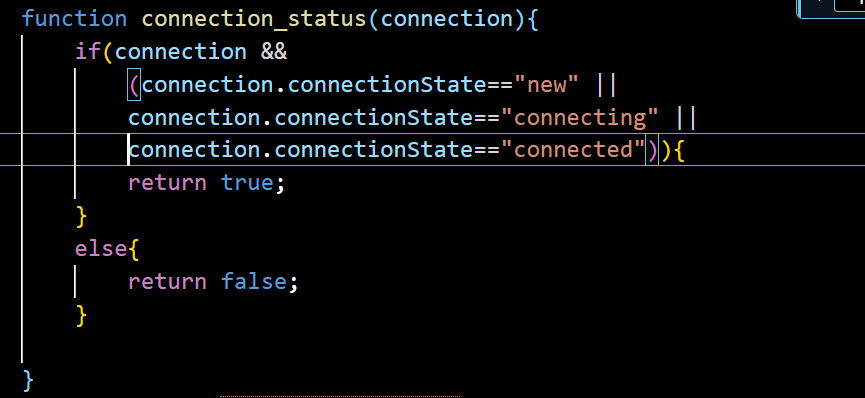 function connection_status(connection){
if(connection &&
(connection.connectionState=="new" ||
connection.connectionState=="connecting" ||
connection.connectionState=="connected")){
return true;
}
else{
return false;
}
}